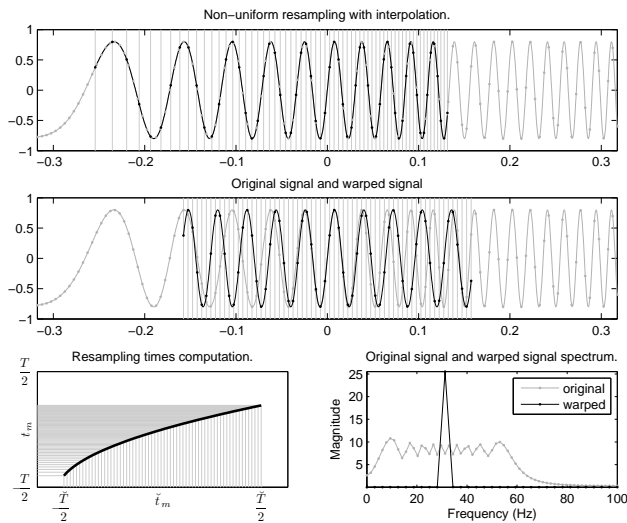 Non−uniform resampling with interpolation.
1
0.5
0
−0.5
−1
−0.3 −0.2 −0.1 0 0.1 0.2 0.3
Original signal and warped signal
1
0.5
0
−0.5
−1
−0.3 −0.2 −0.1 0 0.1 0.2 0.3
Resampling times computation.
T/2
t_m
−T/2
−Ť/2 ť_m Ť/2
Original signal and warped signal spectrum.
25
20
15
10
5
Magnitude
original
warped
0 20 40 60 80 100
Frequency (Hz)